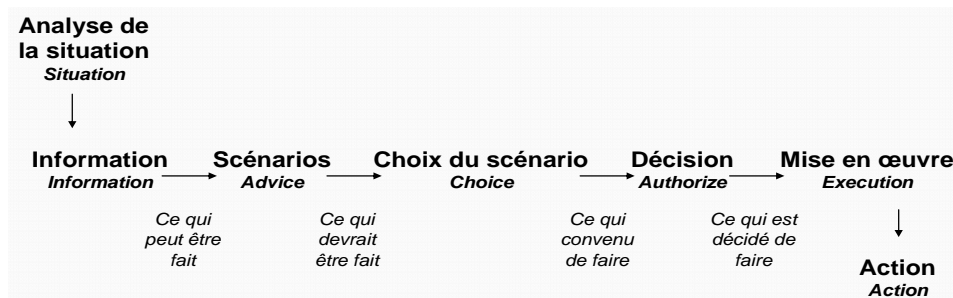 Analyse de
la situation
Situation
Information
Information
Scénarios
Advice
Choix du scénario
Choice
Décision
Authorize
Mise en œuvre
Execution
Ce qui
peut être
fait
Ce qui
devrait
être fait
Ce qui
convenu
de faire
Ce qui est
décidé de
faire
Action
Action